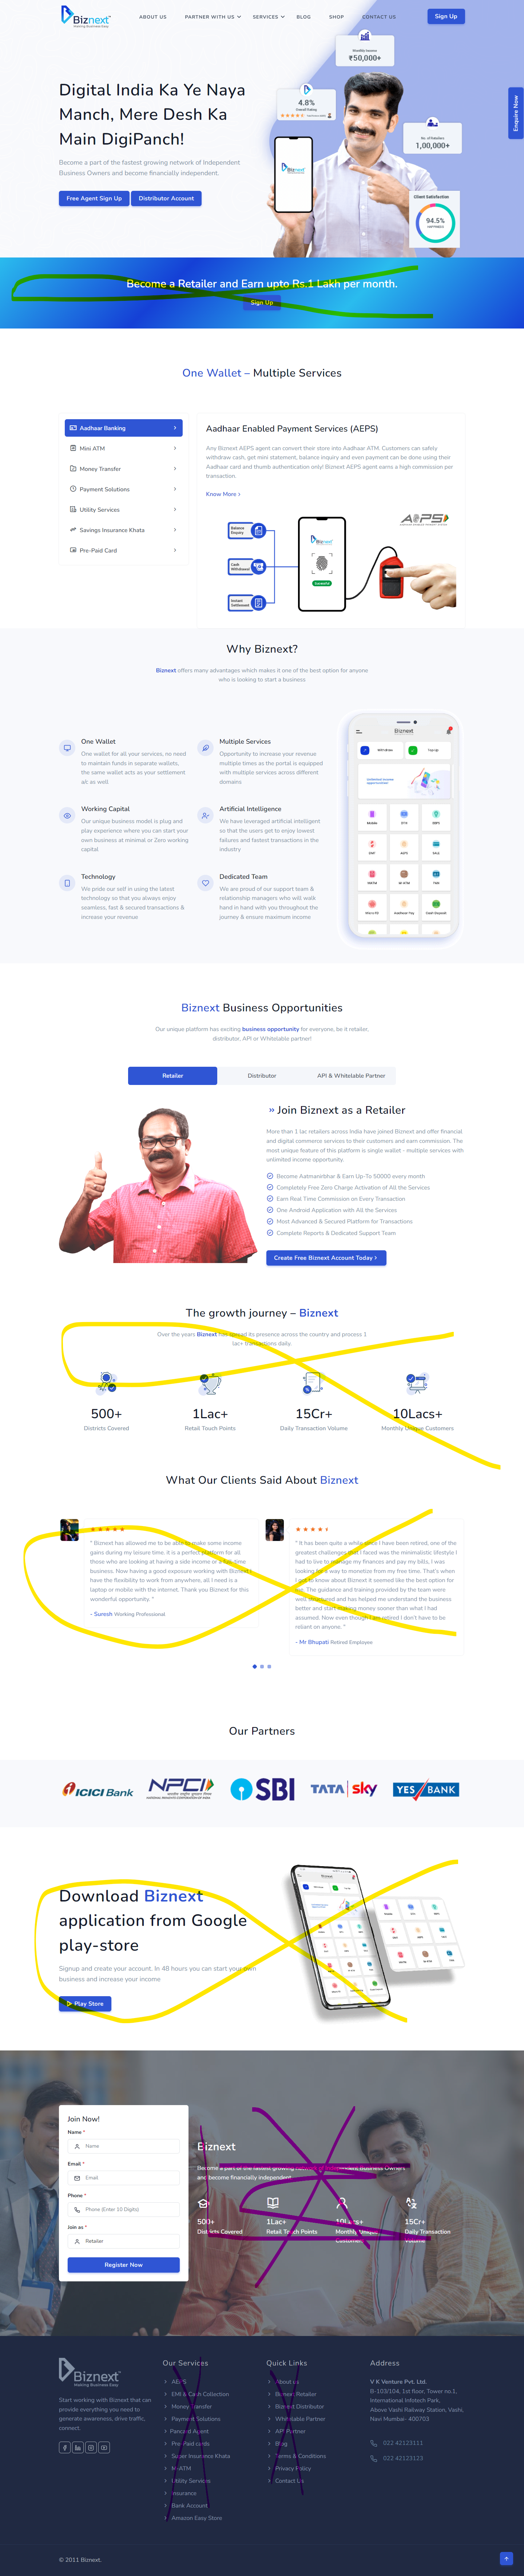 Biznext
Making Business Easy
ABOUT US
PARTNER WITH US
SERVICES
BLOG
SHOP
CONTACT US
Sign Up
Enquire Now
Monthly Income
₹50,000+
4.8%
Overall Rating
No. of Retailers
1,00,000+
Client Satisfaction
94.5%
Digital India Ka Ye Naya
Manch, Mere Desh Ka
Main DigiPanch!
Become a part of the fastest growing network of Independent
Business Owners and become financially independent.
Free Agent Sign Up
Distributor Account
Biznext
Become a Retailer and Earn upto Rs.1 Lakh per month.
Sign Up
One Wallet – Multiple Services
Aadhaar Banking
Mini ATM
Money Transfer
Payment Solutions
Utility Services
Savings Insurance Khata
Pre-Paid Card
Aadhaar Enabled Payment Services (AEPS)
Any Biznext AEPS agent can convert their store into Aadhaar ATM. Customers can safely
withdraw cash, get mini statement, balance inquiry and even payment can be done using their
Aadhaar card and thumb authentication only! Biznext AEPS agent earns a high commission per
transaction.
Know More
Balance
Enquiry
Cash
Withdrawal
Instant
Settlement
Biznext
Successful
AEPS
Why Biznext?
Biznext offers many advantages which makes it one of the best option for anyone
who is looking to start a business
One Wallet
One wallet for all your services, no need
to maintain funds in separate wallets,
the same wallet acts as your settlement
a/c as well
Multiple Services
Opportunity to increase your revenue
multiple times as the portal is equipped
with multiple services across different
domains
Working Capital
Our unique business model is plug and
play experience where you can start your
own business at minimal or Zero working
capital
Artificial Intelligence
We have leveraged artificial intelligent
so that the users get to enjoy lowest
failures and fastest transactions in the
industry
Technology
We pride our self in using the latest
technology so that you always enjoy
seamless, fast & secured transactions &
increase your revenue
Dedicated Team
We are proud of our support team &
relationship managers who will walk
hand in hand with you throughout the
journey & ensure maximum income
Biznext
Biznext Business Opportunities
Our unique platform has exciting business opportunity for everyone, be it retailer,
distributor, API or Whitelable partner!
Retailer
Distributor
API & Whitelable Partner
Join Biznext as a Retailer
More than 1 lac retailers across India have joined Biznext and offer financial
and digital commerce services to their customers and earn commission. The
most unique feature of this platform is single wallet - multiple services with
unlimited income opportunity.
Become Aatmanirbhar & Earn Up-To 50000 every month
Completely Free Zero Charge Activation of All the Services
Earn Real Time Commission on Every Transaction
One Android Application with All the Services
Most Advanced & Secured Platform for Transactions
Complete Reports & Dedicated Support Team
Create Free Biznext Account Today
The growth journey – Biznext
Over the years Biznext has spread its presence across the country and process 1
lac+ transactions daily.
500+
Districts Covered
1Lac+
Retail Touch Points
15Cr+
Daily Transaction Volume
10Lacs+
Monthly Unique Customers
What Our Clients Said About Biznext
" Biznext has allowed me to be able to make some income
gains during my leisure time. It is a perfect platform for all
those who are looking at having a side income or a full-time
business. Now having a good exposure working with Biznext I
have the flexibility to work from anywhere, all I need is a
laptop or mobile with the internet. Thank you Biznext for this
wonderful opportunity. "
- Suresh Working Professional
" It has been quite a while since I have been retired, one of the
greatest challenges that I faced was the minimalistic lifestyle I
had to live to manage my finances and pay my bills, I was
looking for a way to monetize from my free time. That's when
I got to know about Biznext it seemed like the best option for
me. The guidance and training provided by the team were
well structured and has helped me understand the business
better and start making money sooner than what I had
assumed. Now even though I am retired I don't have to be
reliant on anyone. "
- Mr Bhupati Retired Employee
Our Partners
ICICI Bank
NPCI
SBI
TATA sky
YES BANK
Download Biznext
application from Google
play-store
Signup and create your account. In 48 hours you can start your own
business and increase your income
Play Store
Join Now!
Name *
Name
Email *
Email
Phone *
Phone (Enter 10 Digits)
Join as *
Retailer
Register Now
Biznext
Become a part of the fastest growing network of Independent Business Owners
and become financially independent.
500+
Districts Covered
1Lac+
Retail Touch Points
10Lacs+
Monthly Unique
Customers
15Cr+
Daily Transaction
Volume
Biznext
Making Business Easy
Start working with Biznext that can
provide everything you need to
generate awareness, drive traffic,
connect.
Our Services
AEPS
EMI & Cash Collection
Money Transfer
Payment Solutions
Pancard Agent
Pre-Paid cards
Super Insurance Khata
M-ATM
Utility Services
Insurance
Bank Account
Amazon Easy Store
Quick Links
About us
Biznext Retailer
Biznext Distributor
Whitelable Partner
API Partner
Blog
Terms & Conditions
Privacy Policy
Contact Us
Address
V K Venture Pvt. Ltd.
B-103/104, 1st floor, Tower no.1,
International Infotech Park,
Above Vashi Railway Station, Vashi,
Navi Mumbai- 400703
022 42123111
022 42123123
© 2011 Biznext.